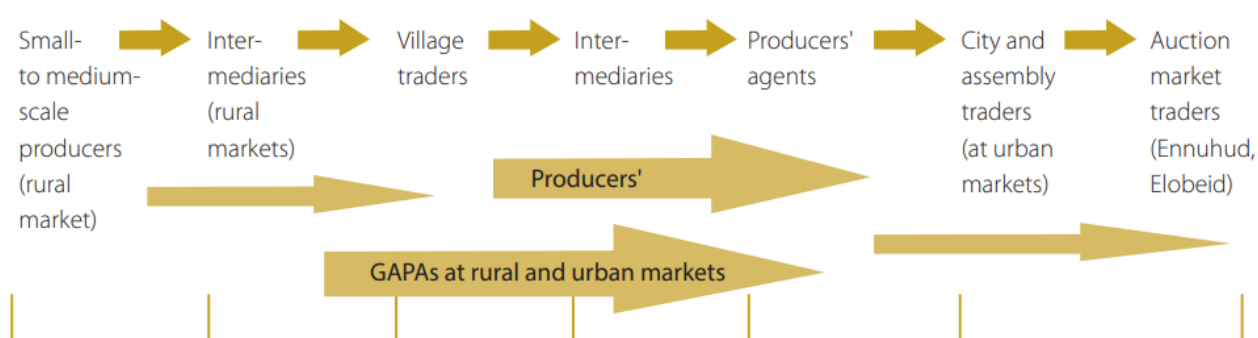 Small-
to medium-
scale
producers
(rural
market)
Inter-
mediaries
(rural
markets)
Village
traders
Inter-
mediaries
Producers'
agents
City and
assembly
traders
(at urban
markets)
Auction
market
traders
(Ennuhud,
Elobeid)
Producers'
GAPAs at rural and urban markets